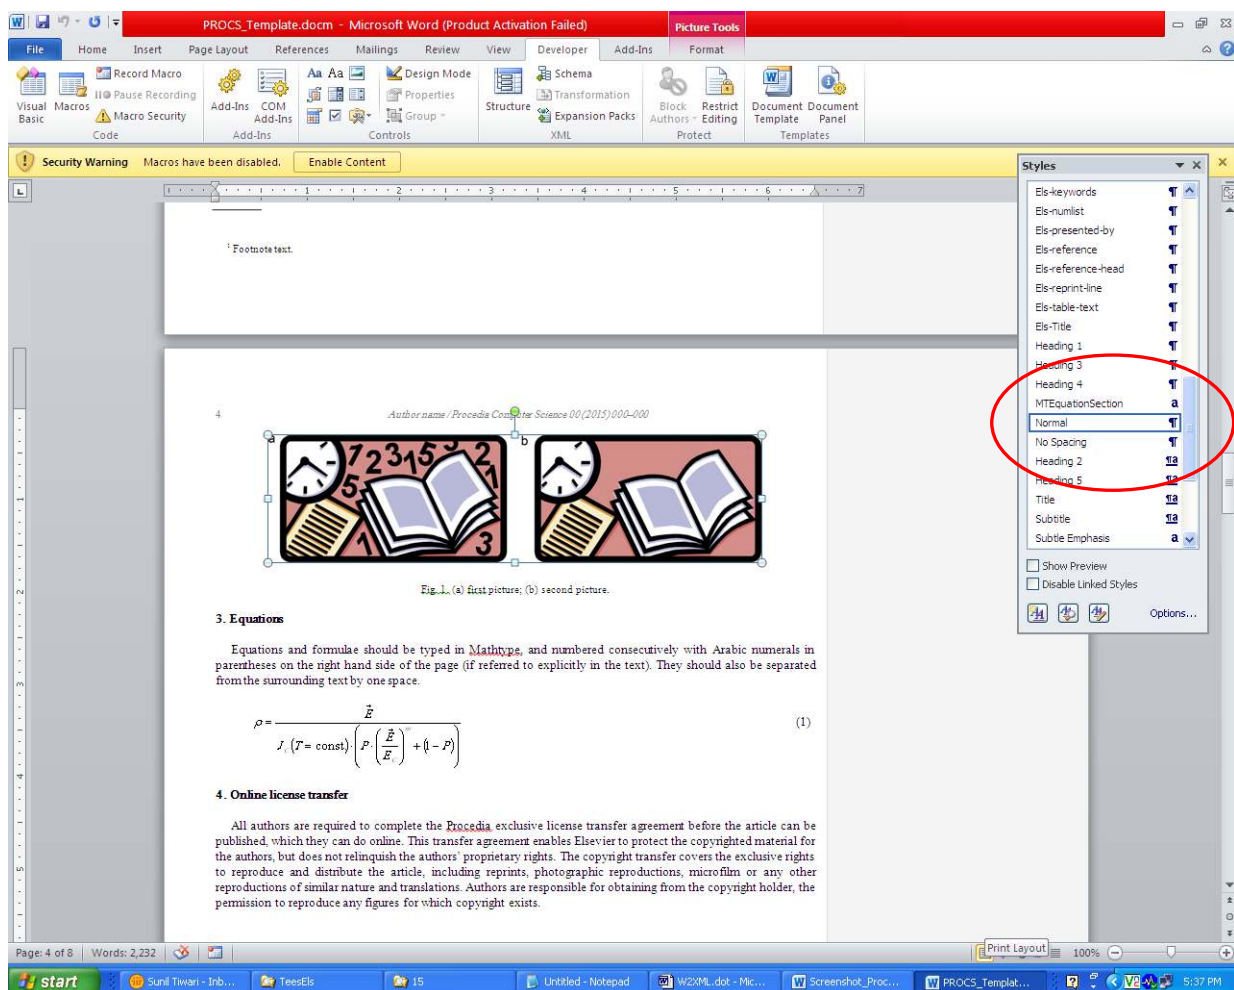 PROCS_Template.docm - Microsoft Word (Product Activation Failed)
Picture Tools
File Home Insert Page Layout References Mailings Review View Developer Add-Ins Format
Visual Basic
Macros
Record Macro
Pause Recording
Macro Security
Code
Add-Ins
COM Add-Ins
Add-Ins
Aa Aa
Design Mode
Properties
Group
Controls
Structure
Schema
Transformation
Expansion Packs
XML
Block Authors
Restrict Editing
Protect
Document Template
Document Panel
Templates
Security Warning Macros have been disabled. Enable Content
1 2 3 4 5 6 7
1 Footnote text.
4 Author name / Procedia Computer Science 00 (2015) 000–000
a b
Fig. 1. (a) first picture; (b) second picture.
3. Equations
Equations and formulae should be typed in Mathtype, and numbered consecutively with Arabic numerals in
parentheses on the right hand side of the page (if referred to explicitly in the text). They should also be separated
from the surrounding text by one space.
ρ = E⃗ / ( J_c (T = const.) · ( P · ( E⃗ / E_c )^m + (1 − P) ) ) (1)
4. Online license transfer
All authors are required to complete the Procedia exclusive license transfer agreement before the article can be
published, which they can do online. This transfer agreement enables Elsevier to protect the copyrighted material for
the authors, but does not relinquish the authors' proprietary rights. The copyright transfer covers the exclusive rights
to reproduce and distribute the article, including reprints, photographic reproductions, microfilm or any other
reproductions of similar nature and translations. Authors are responsible for obtaining from the copyright holder, the
permission to reproduce any figures for which copyright exists.
Styles
Els-keywords
Els-numlist
Els-presented-by
Els-reference
Els-reference-head
Els-reprint-line
Els-table-text
Els-Title
Heading 1
Heading 3
Heading 4
MTEquationSection
Normal
No Spacing
Heading 2
Heading 5
Title
Subtitle
Subtle Emphasis
Show Preview
Disable Linked Styles
Options...
Page: 4 of 8 Words: 2,232 Print Layout 100%
start Sunil Tiwari - Inb... TeesEls 15 Untitled - Notepad W2XML.dot - Mic... Screenshot_Proc... PROCS_Templat... 5:37 PM